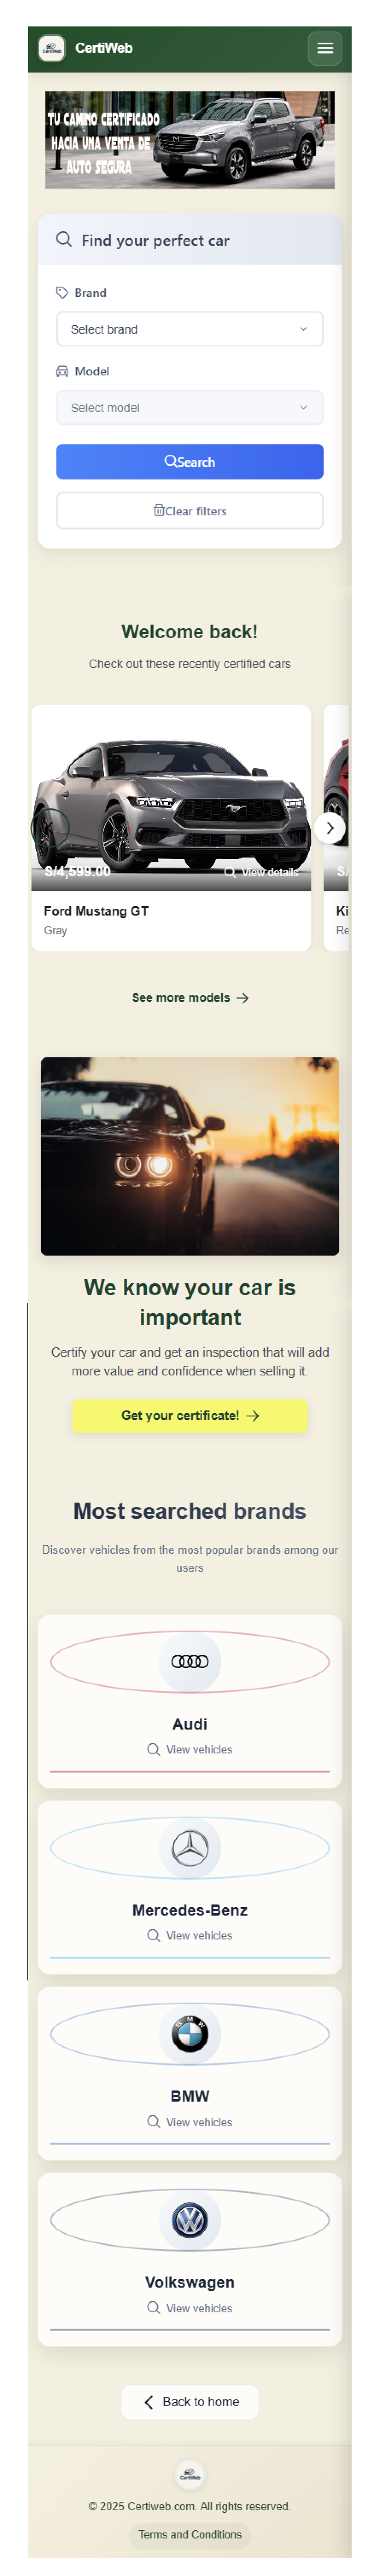 CertiWeb
TU CAMINO CERTIFICADO
HACIA UNA VENTA DE
AUTO SEGURA
Find your perfect car
Brand
Select brand
Model
Select model
Search
Clear filters
Welcome back!
Check out these recently certified cars
S/4,599.00
View details
S/
Ford Mustang GT
Ki
Gray
Re
See more models
We know your car is
important
Certify your car and get an inspection that will add
more value and confidence when selling it.
Get your certificate!
Most searched brands
Discover vehicles from the most popular brands among our
users
Audi
View vehicles
Mercedes-Benz
View vehicles
BMW
BMW
View vehicles
Volkswagen
View vehicles
Back to home
CertiWeb
© 2025 Certiweb.com. All rights reserved.
Terms and Conditions